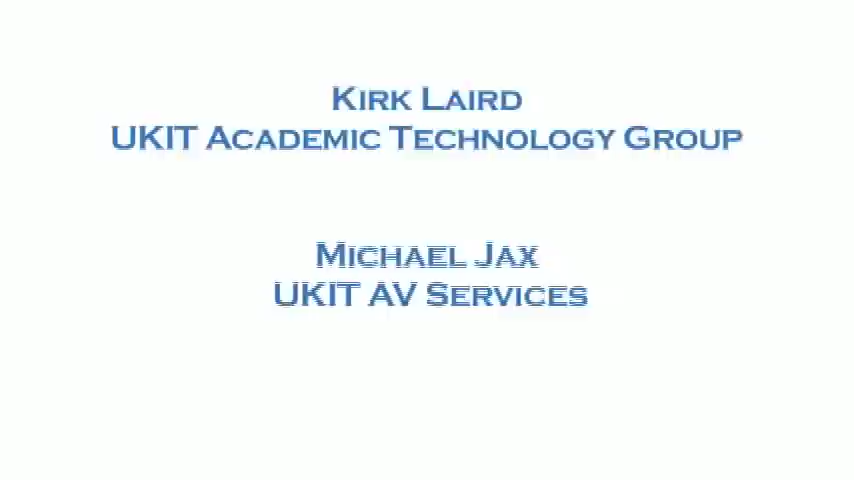 Kirk Laird
UKIT Academic Technology Group
Michael Jax
UKIT AV Services